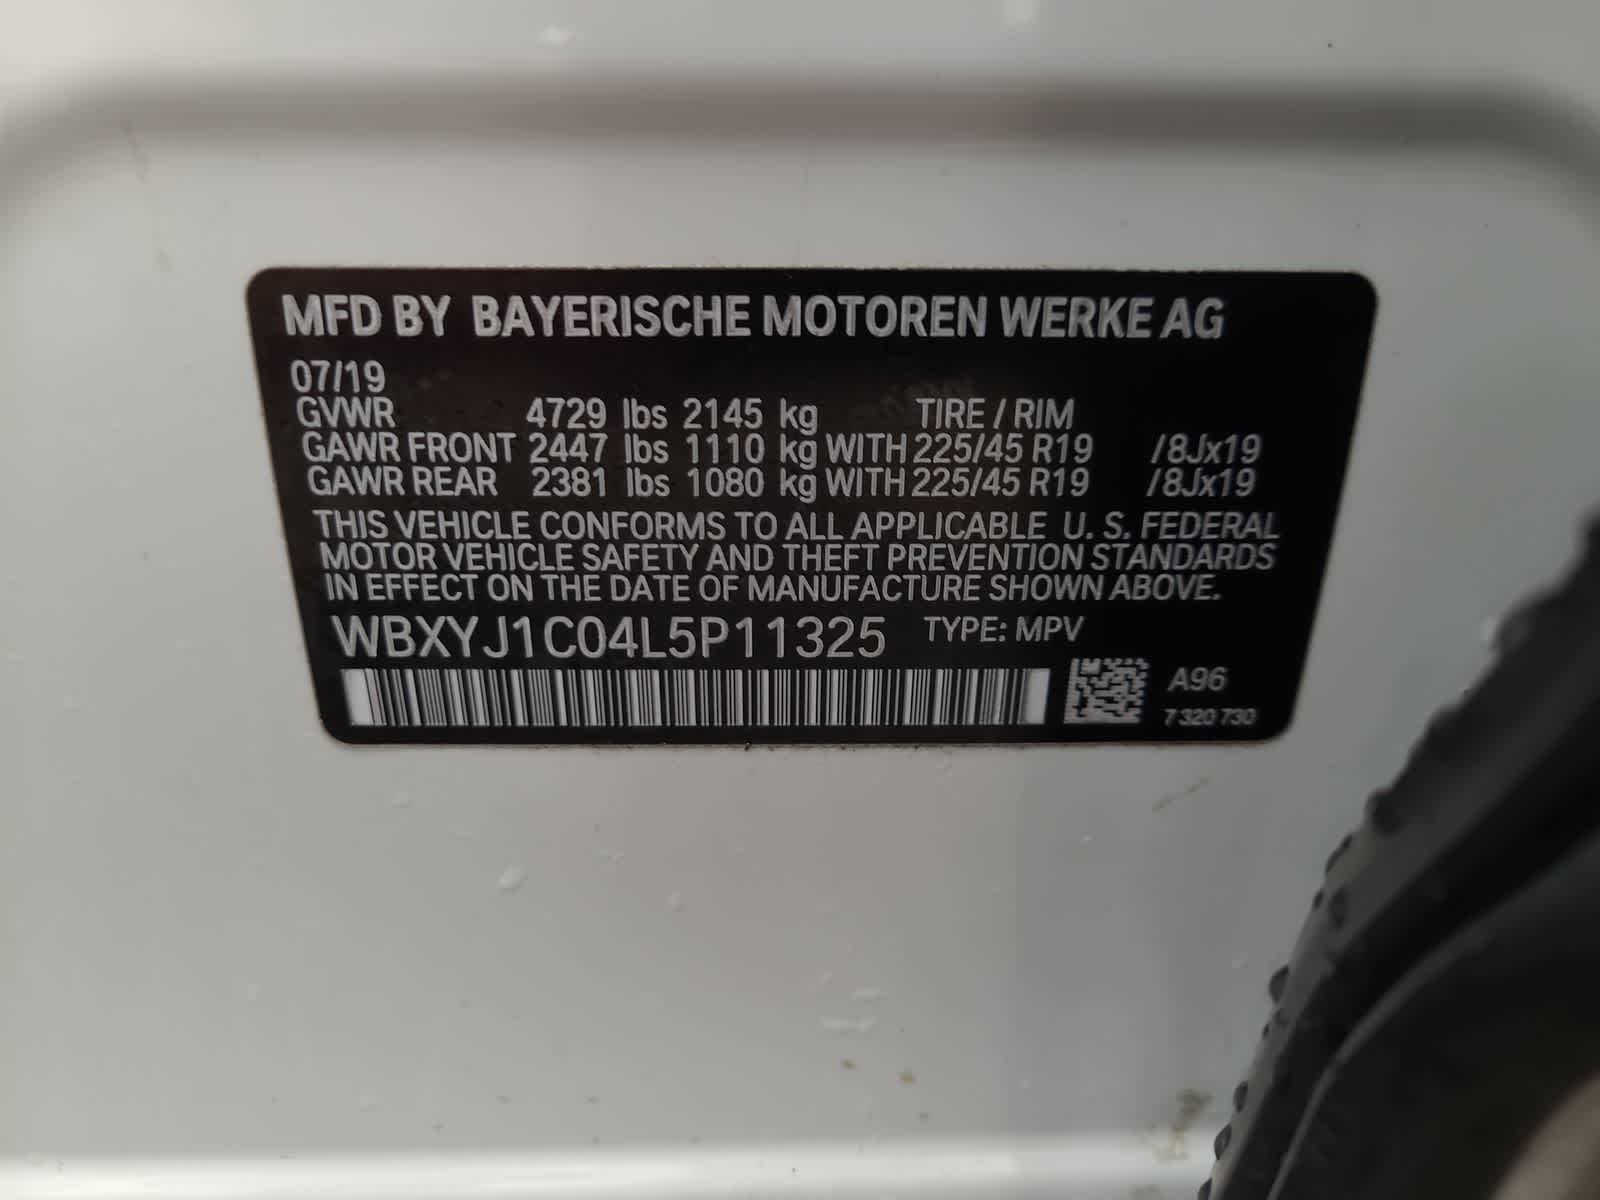 MFD BY BAYERISCHE MOTOREN WERKE AG
07/19
GVWR 4729 lbs 2145 kg TIRE / RIM
GAWR FRONT 2447 lbs 1110 kg WITH 225/45 R19 /8Jx19
GAWR REAR 2381 lbs 1080 kg WITH 225/45 R19 /8Jx19
THIS VEHICLE CONFORMS TO ALL APPLICABLE U. S. FEDERAL
MOTOR VEHICLE SAFETY AND THEFT PREVENTION STANDARDS
IN EFFECT ON THE DATE OF MANUFACTURE SHOWN ABOVE.
WBXYJ1C04L5P11325 TYPE: MPV
A96
7 320 730